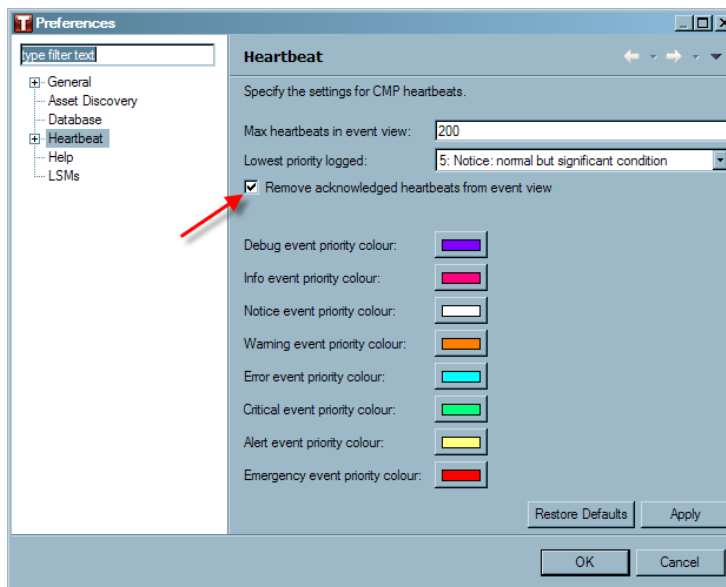 Preferences
type filter text
General
Asset Discovery
Database
Heartbeat
Help
LSMs
Heartbeat
Specify the settings for CMP heartbeats.
Max heartbeats in event view: 200
Lowest priority logged: 5: Notice: normal but significant condition
Remove acknowledged heartbeats from event view
Debug event priority colour:
Info event priority colour:
Notice event priority colour:
Warning event priority colour:
Error event priority colour:
Critical event priority colour:
Alert event priority colour:
Emergency event priority colour:
Restore Defaults Apply
OK Cancel